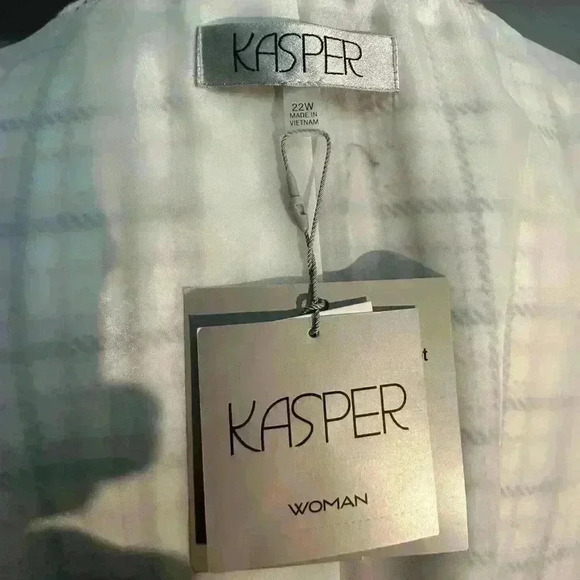 KASPER
22W
MADE IN
VIETNAM
t
KASPER
WOMAN